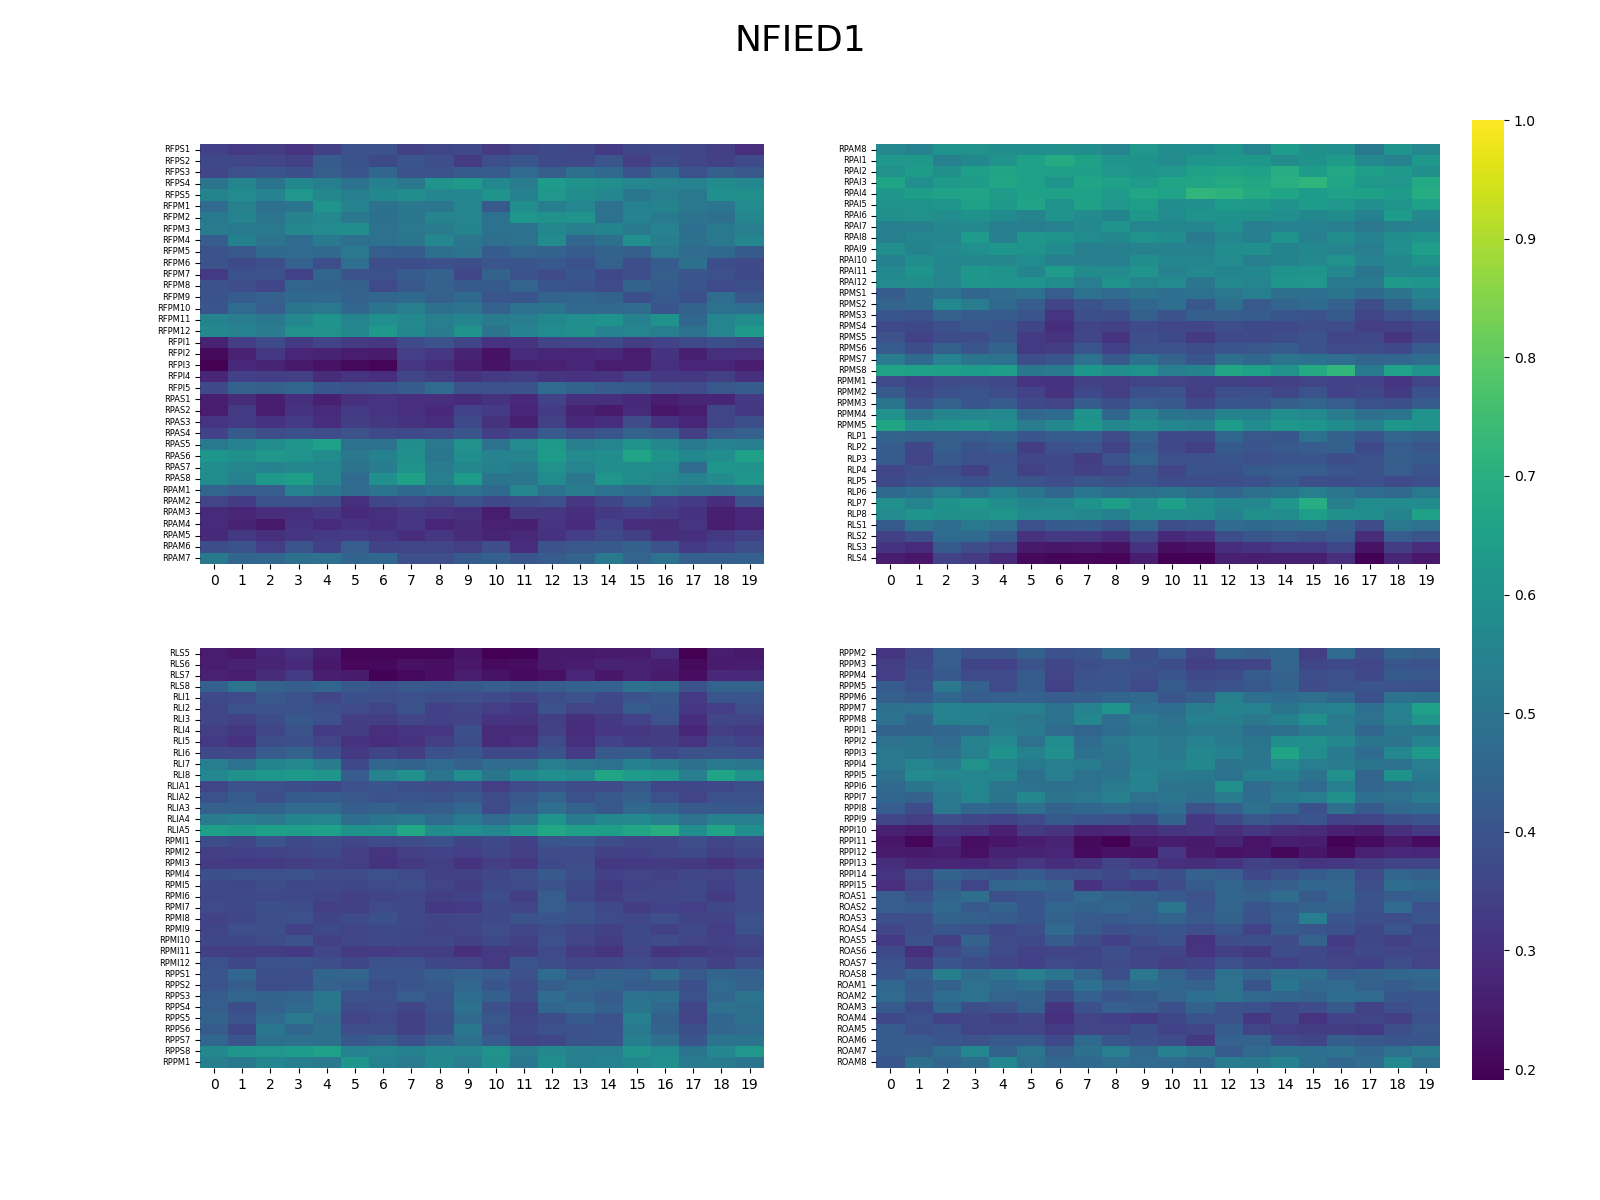 NFIED1
RFPS1
RFPS2
RFPS3
RFPS4
RFPS5
RFPM1
RFPM2
RFPM3
RFPM4
RFPM5
RFPM6
RFPM7
RFPM8
RFPM9
RFPM10
RFPM11
RFPM12
RFPI1
RFPI2
RFPI3
RFPI4
RFPI5
RPAS1
RPAS2
RPAS3
RPAS4
RPAS5
RPAS6
RPAS7
RPAS8
RPAM1
RPAM2
RPAM3
RPAM4
RPAM5
RPAM6
RPAM7
0 1 2 3 4 5 6 7 8 9 10 11 12 13 14 15 16 17 18 19
RPAM8
RPAI1
RPAI2
RPAI3
RPAI4
RPAI5
RPAI6
RPAI7
RPAI8
RPAI9
RPAI10
RPAI11
RPAI12
RPMS1
RPMS2
RPMS3
RPMS4
RPMS5
RPMS6
RPMS7
RPMS8
RPMM1
RPMM2
RPMM3
RPMM4
RPMM5
RLP1
RLP2
RLP3
RLP4
RLP5
RLP6
RLP7
RLP8
RLS1
RLS2
RLS3
RLS4
0 1 2 3 4 5 6 7 8 9 10 11 12 13 14 15 16 17 18 19
RLS5
RLS6
RLS7
RLS8
RLI1
RLI2
RLI3
RLI4
RLI5
RLI6
RLI7
RLI8
RLIA1
RLIA2
RLIA3
RLIA4
RLIA5
RPMI1
RPMI2
RPMI3
RPMI4
RPMI5
RPMI6
RPMI7
RPMI8
RPMI9
RPMI10
RPMI11
RPMI12
RPPS1
RPPS2
RPPS3
RPPS4
RPPS5
RPPS6
RPPS7
RPPS8
RPPM1
0 1 2 3 4 5 6 7 8 9 10 11 12 13 14 15 16 17 18 19
RPPM2
RPPM3
RPPM4
RPPM5
RPPM6
RPPM7
RPPM8
RPPI1
RPPI2
RPPI3
RPPI4
RPPI5
RPPI6
RPPI7
RPPI8
RPPI9
RPPI10
RPPI11
RPPI12
RPPI13
RPPI14
RPPI15
ROAS1
ROAS2
ROAS3
ROAS4
ROAS5
ROAS6
ROAS7
ROAS8
ROAM1
ROAM2
ROAM3
ROAM4
ROAM5
ROAM6
ROAM7
ROAM8
0 1 2 3 4 5 6 7 8 9 10 11 12 13 14 15 16 17 18 19
1.0
0.9
0.8
0.7
0.6
0.5
0.4
0.3
0.2